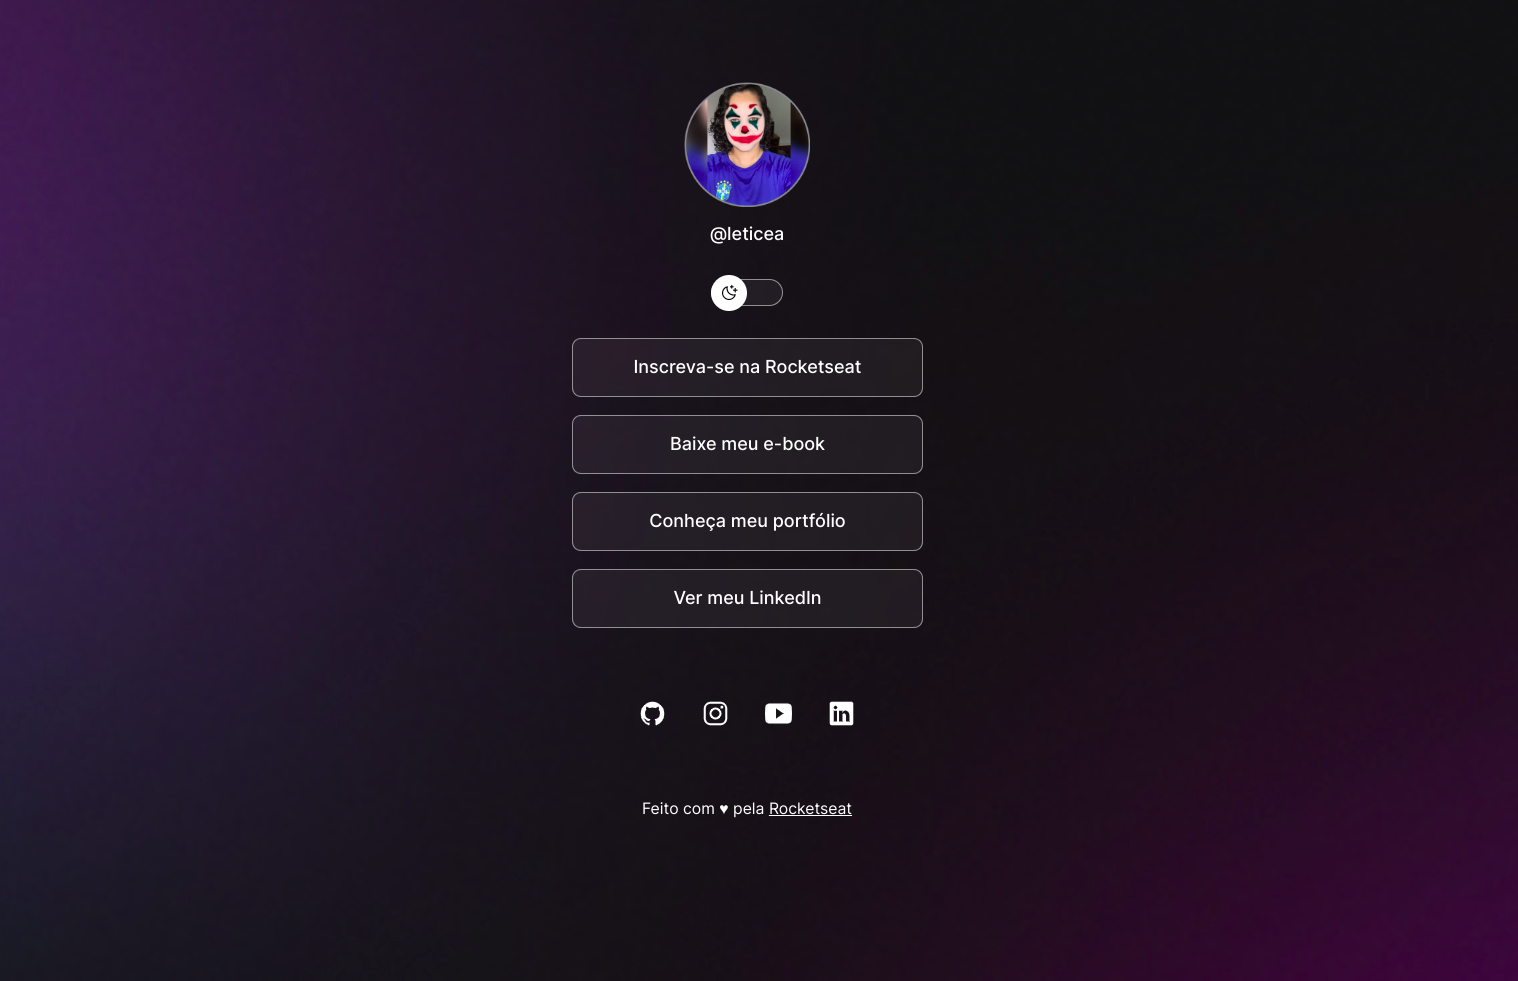 @leticea
Inscreva-se na Rocketseat
Baixe meu e-book
Conheça meu portfólio
Ver meu LinkedIn
Feito com ♥ pela Rocketseat